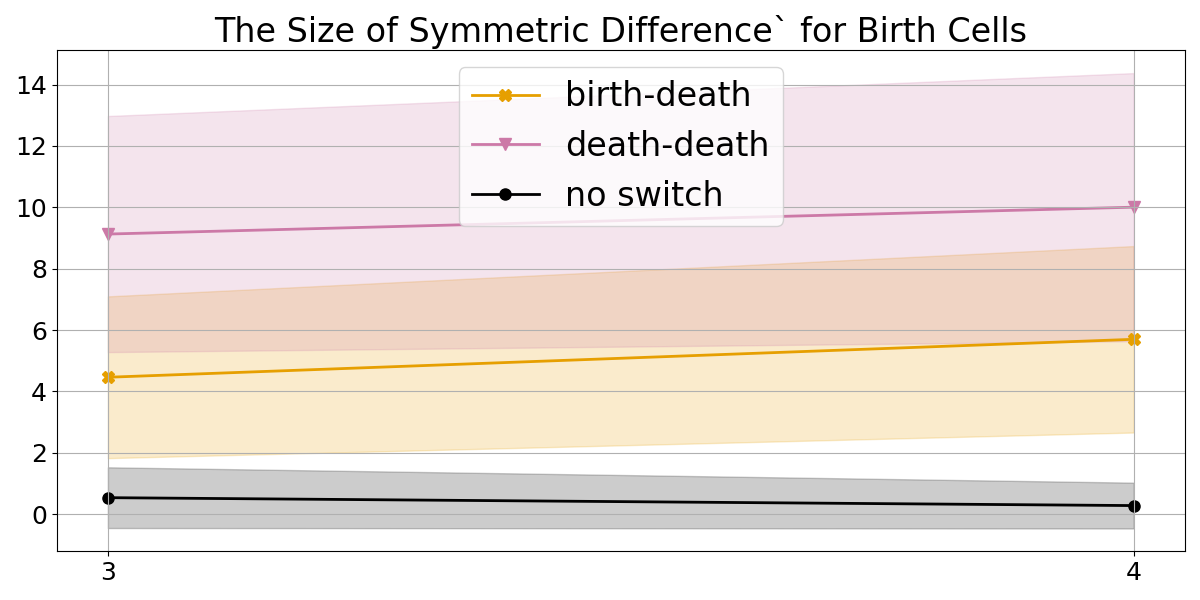 The Size of Symmetric Difference` for Birth Cells
14
12
10
8
6
4
2
0
birth-death
death-death
no switch
3
4